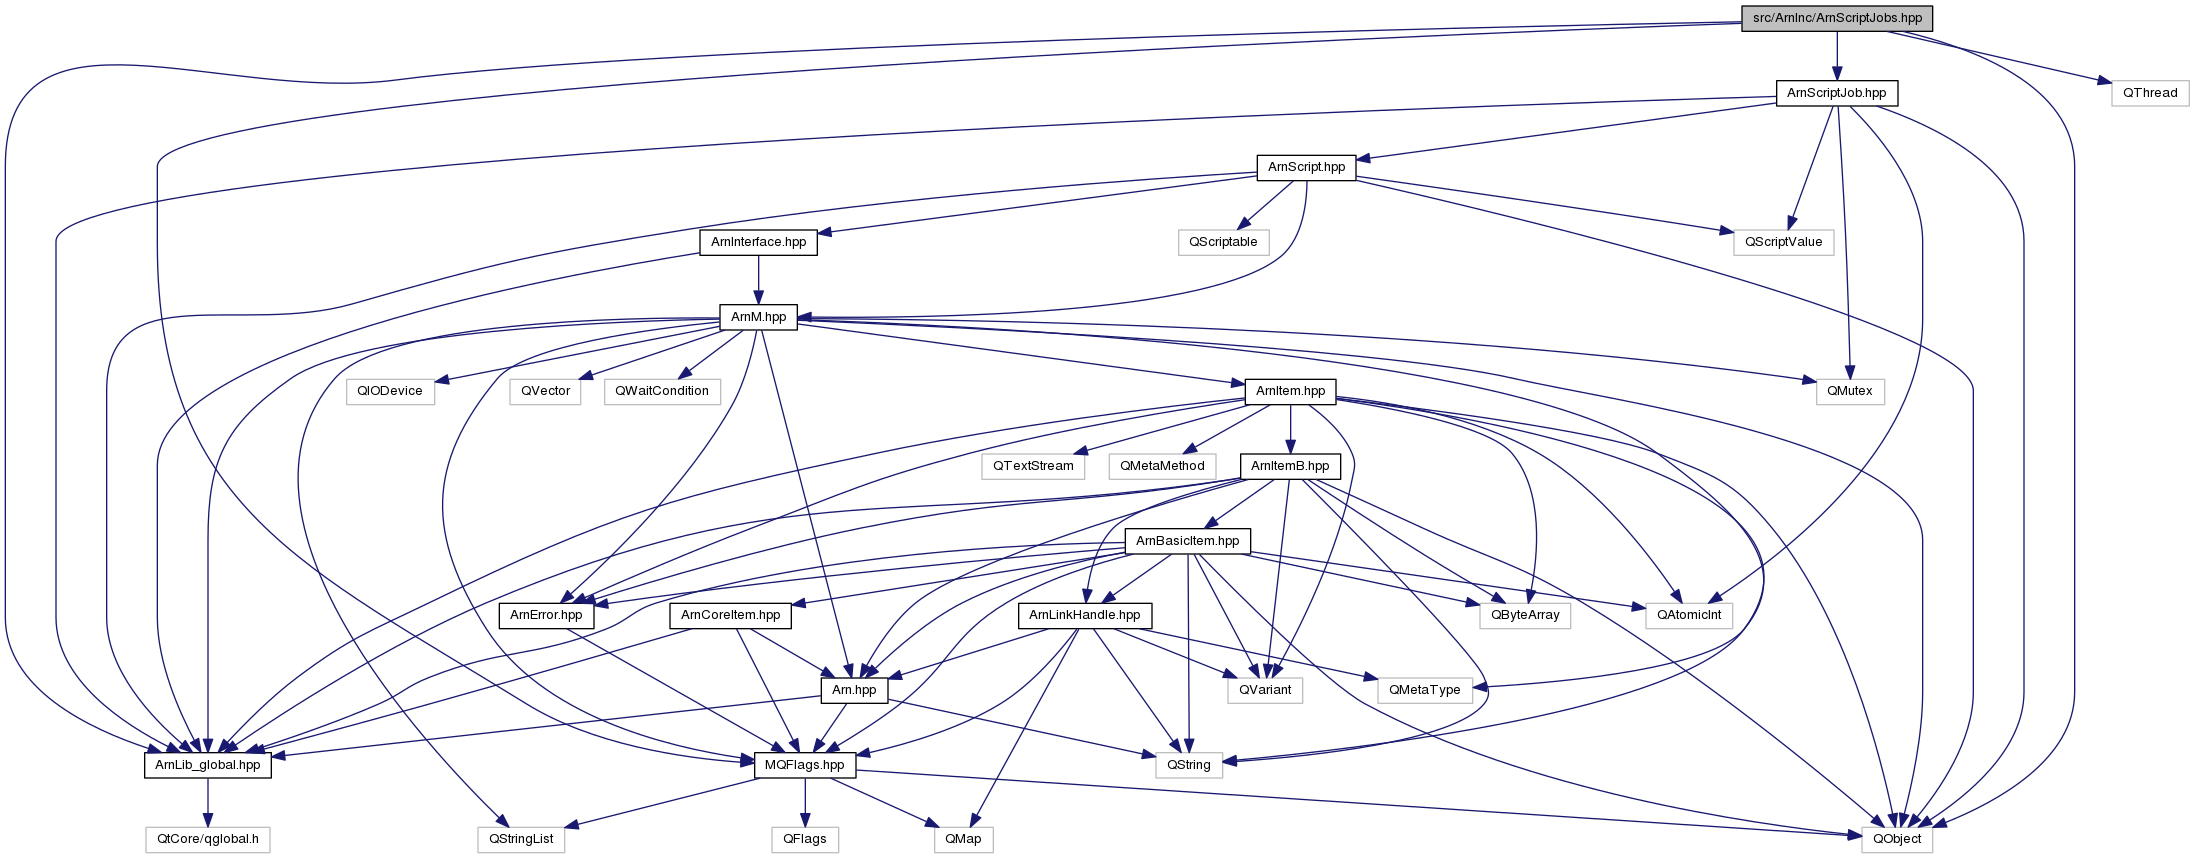 src/ArnInc/ArnScriptJobs.hpp
ArnScriptJob.hpp
QThread
ArnScript.hpp
ArnInterface.hpp
QScriptable
QScriptValue
ArnM.hpp
QIODevice
QVector
QWaitCondition
ArnItem.hpp
QMutex
QTextStream
QMetaMethod
ArnItemB.hpp
ArnBasicItem.hpp
ArnError.hpp
ArnCoreItem.hpp
ArnLinkHandle.hpp
QByteArray
QAtomicInt
Arn.hpp
QVariant
QMetaType
ArnLib_global.hpp
MQFlags.hpp
QString
QtCore/qglobal.h
QStringList
QFlags
QMap
QObject